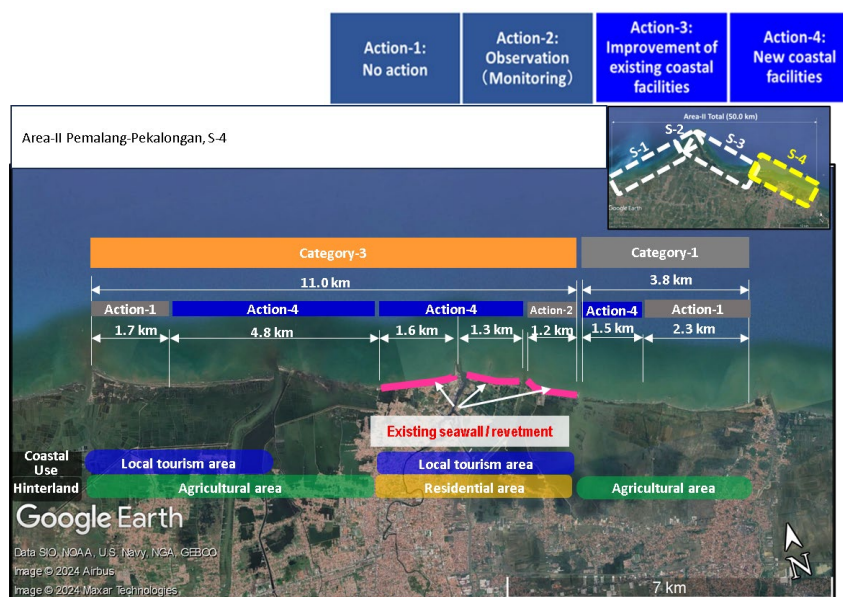 Action-1:
No action
Action-2:
Observation
(Monitoring)
Action-3:
Improvement of
existing coastal
facilities
Action-4:
New coastal
facilities
Area-II Pemalang-Pekalongan, S-4
Area-II Total (50.0 km)
S-1
S-2
S-3
S-4
Google Earth
Category-3
Category-1
11.0 km
3.8 km
Action-1
Action-4
Action-4
Action-2
Action-4
Action-1
1.7 km
4.8 km
1.6 km
1.3 km
1.2 km
1.5 km
2.3 km
Existing seawall / revetment
Coastal
Use
Local tourism area
Local tourism area
Hinterland
Agricultural area
Residential area
Agricultural area
Google Earth
Data SIO, NOAA, U.S. Navy, NGA, GEBCO
Image © 2024 Airbus
Image © 2024 Maxar Technologies
7 km
N